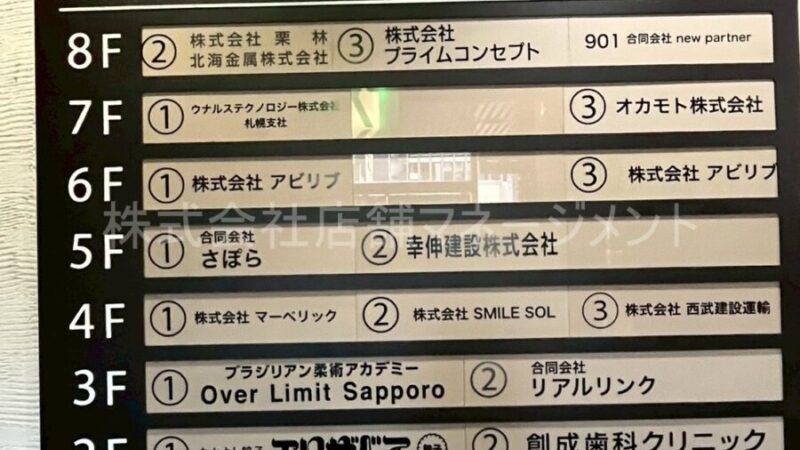 8F ② 株式会社 栗林
北海金属株式会社
③ 株式会社
プライムコンセプト
901 合同会社 new partner
7F ① ウナルステクノロジー株式会社
札幌支社
③ オカモト株式会社
6F ① 株式会社 アビリブ
③ 株式会社 アビリブ
株式会社店舗マネージメント
5F ① 合同会社
さぽら
② 幸伸建設株式会社
4F ① 株式会社 マーベリック
② 株式会社 SMILE SOL
③ 株式会社 西武建設運輸
3F ① ブラジリアン柔術アカデミー
Over Limit Sapporo
② 合同会社
リアルリンク
2F ①
② 創成歯科クリニック